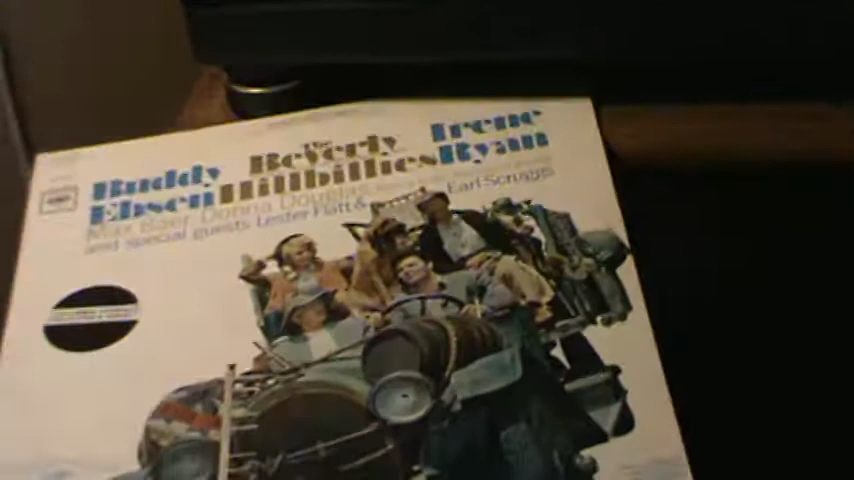 Buddy Ebsen
The Beverly Hillbillies
Irene Ryan
Max Baer Donna Douglas
and special guests Lester Flatt & Earl Scruggs